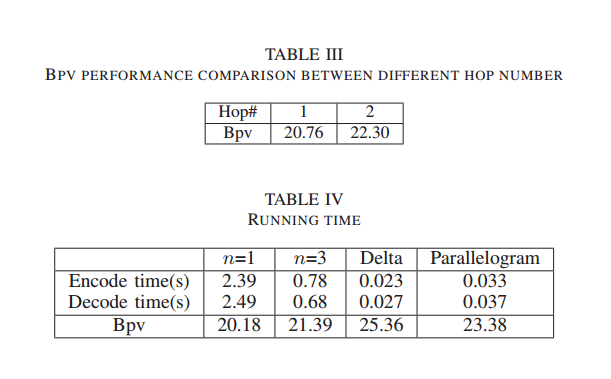 TABLE III
BPV PERFORMANCE COMPARISON BETWEEN DIFFERENT HOP NUMBER
Hop# 1 2
Bpv 20.76 22.30
TABLE IV
RUNNING TIME
n=1 n=3 Delta Parallelogram
Encode time(s) 2.39 0.78 0.023 0.033
Decode time(s) 2.49 0.68 0.027 0.037
Bpv 20.18 21.39 25.36 23.38